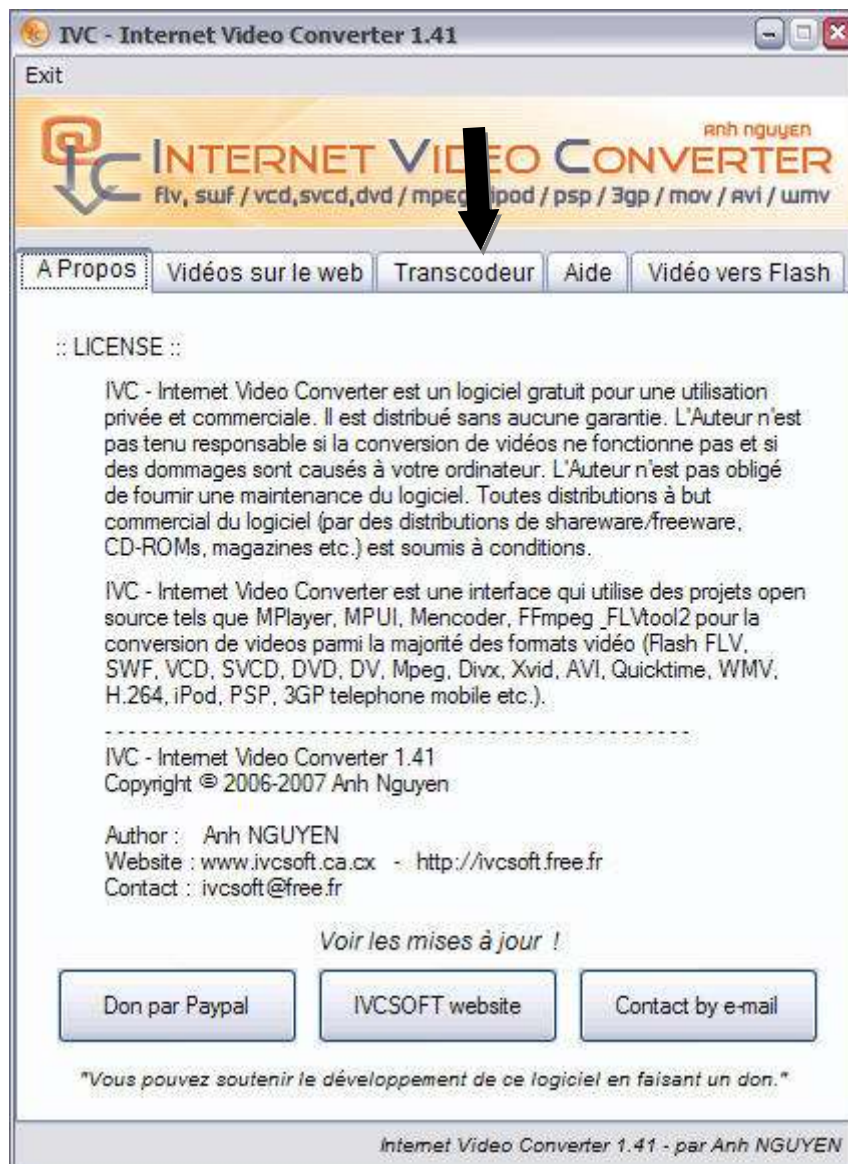 IVC - Internet Video Converter 1.41
Exit
Anh nguyen
INTERNET VIDEO CONVERTER
flv, swf / vcd,svcd,dvd / mpeg ipod / psp / 3gp / mov / avi / wmv
A Propos Vidéos sur le web Transcodeur Aide Vidéo vers Flash
:: LICENSE ::
IVC - Internet Video Converter est un logiciel gratuit pour une utilisation
privée et commerciale. Il est distribué sans aucune garantie. L'Auteur n'est
pas tenu responsable si la conversion de vidéos ne fonctionne pas et si
des dommages sont causés à votre ordinateur. L'Auteur n'est pas obligé
de fournir une maintenance du logiciel. Toutes distributions à but
commercial du logiciel (par des distributions de shareware/freeware,
CD-ROMs, magazines etc.) est soumis à conditions.
IVC - Internet Video Converter est une interface qui utilise des projets open
source tels que MPlayer, MPUI, Mencoder, FFmpeg _FLVtool2 pour la
conversion de videos parmi la majorité des formats vidéo (Flash FLV,
SWF, VCD, SVCD, DVD, DV, Mpeg, Divx, Xvid, AVI, Quicktime, WMV,
H.264, iPod, PSP, 3GP telephone mobile etc.).
- - - - - - - - - - - - - - - - - - - - - - - - - - - - - - - - - - - - - - - - - - - - - - - - -
IVC - Internet Video Converter 1.41
Copyright © 2006-2007 Anh Nguyen
Author : Anh NGUYEN
Website : www.ivcsoft.ca.cx - http://ivcsoft.free.fr
Contact : ivcsoft@free.fr
Voir les mises à jour !
Don par Paypal IVCSOFT website Contact by e-mail
"Vous pouvez soutenir le développement de ce logiciel en faisant un don."
Internet Video Converter 1.41 - par Anh NGUYEN